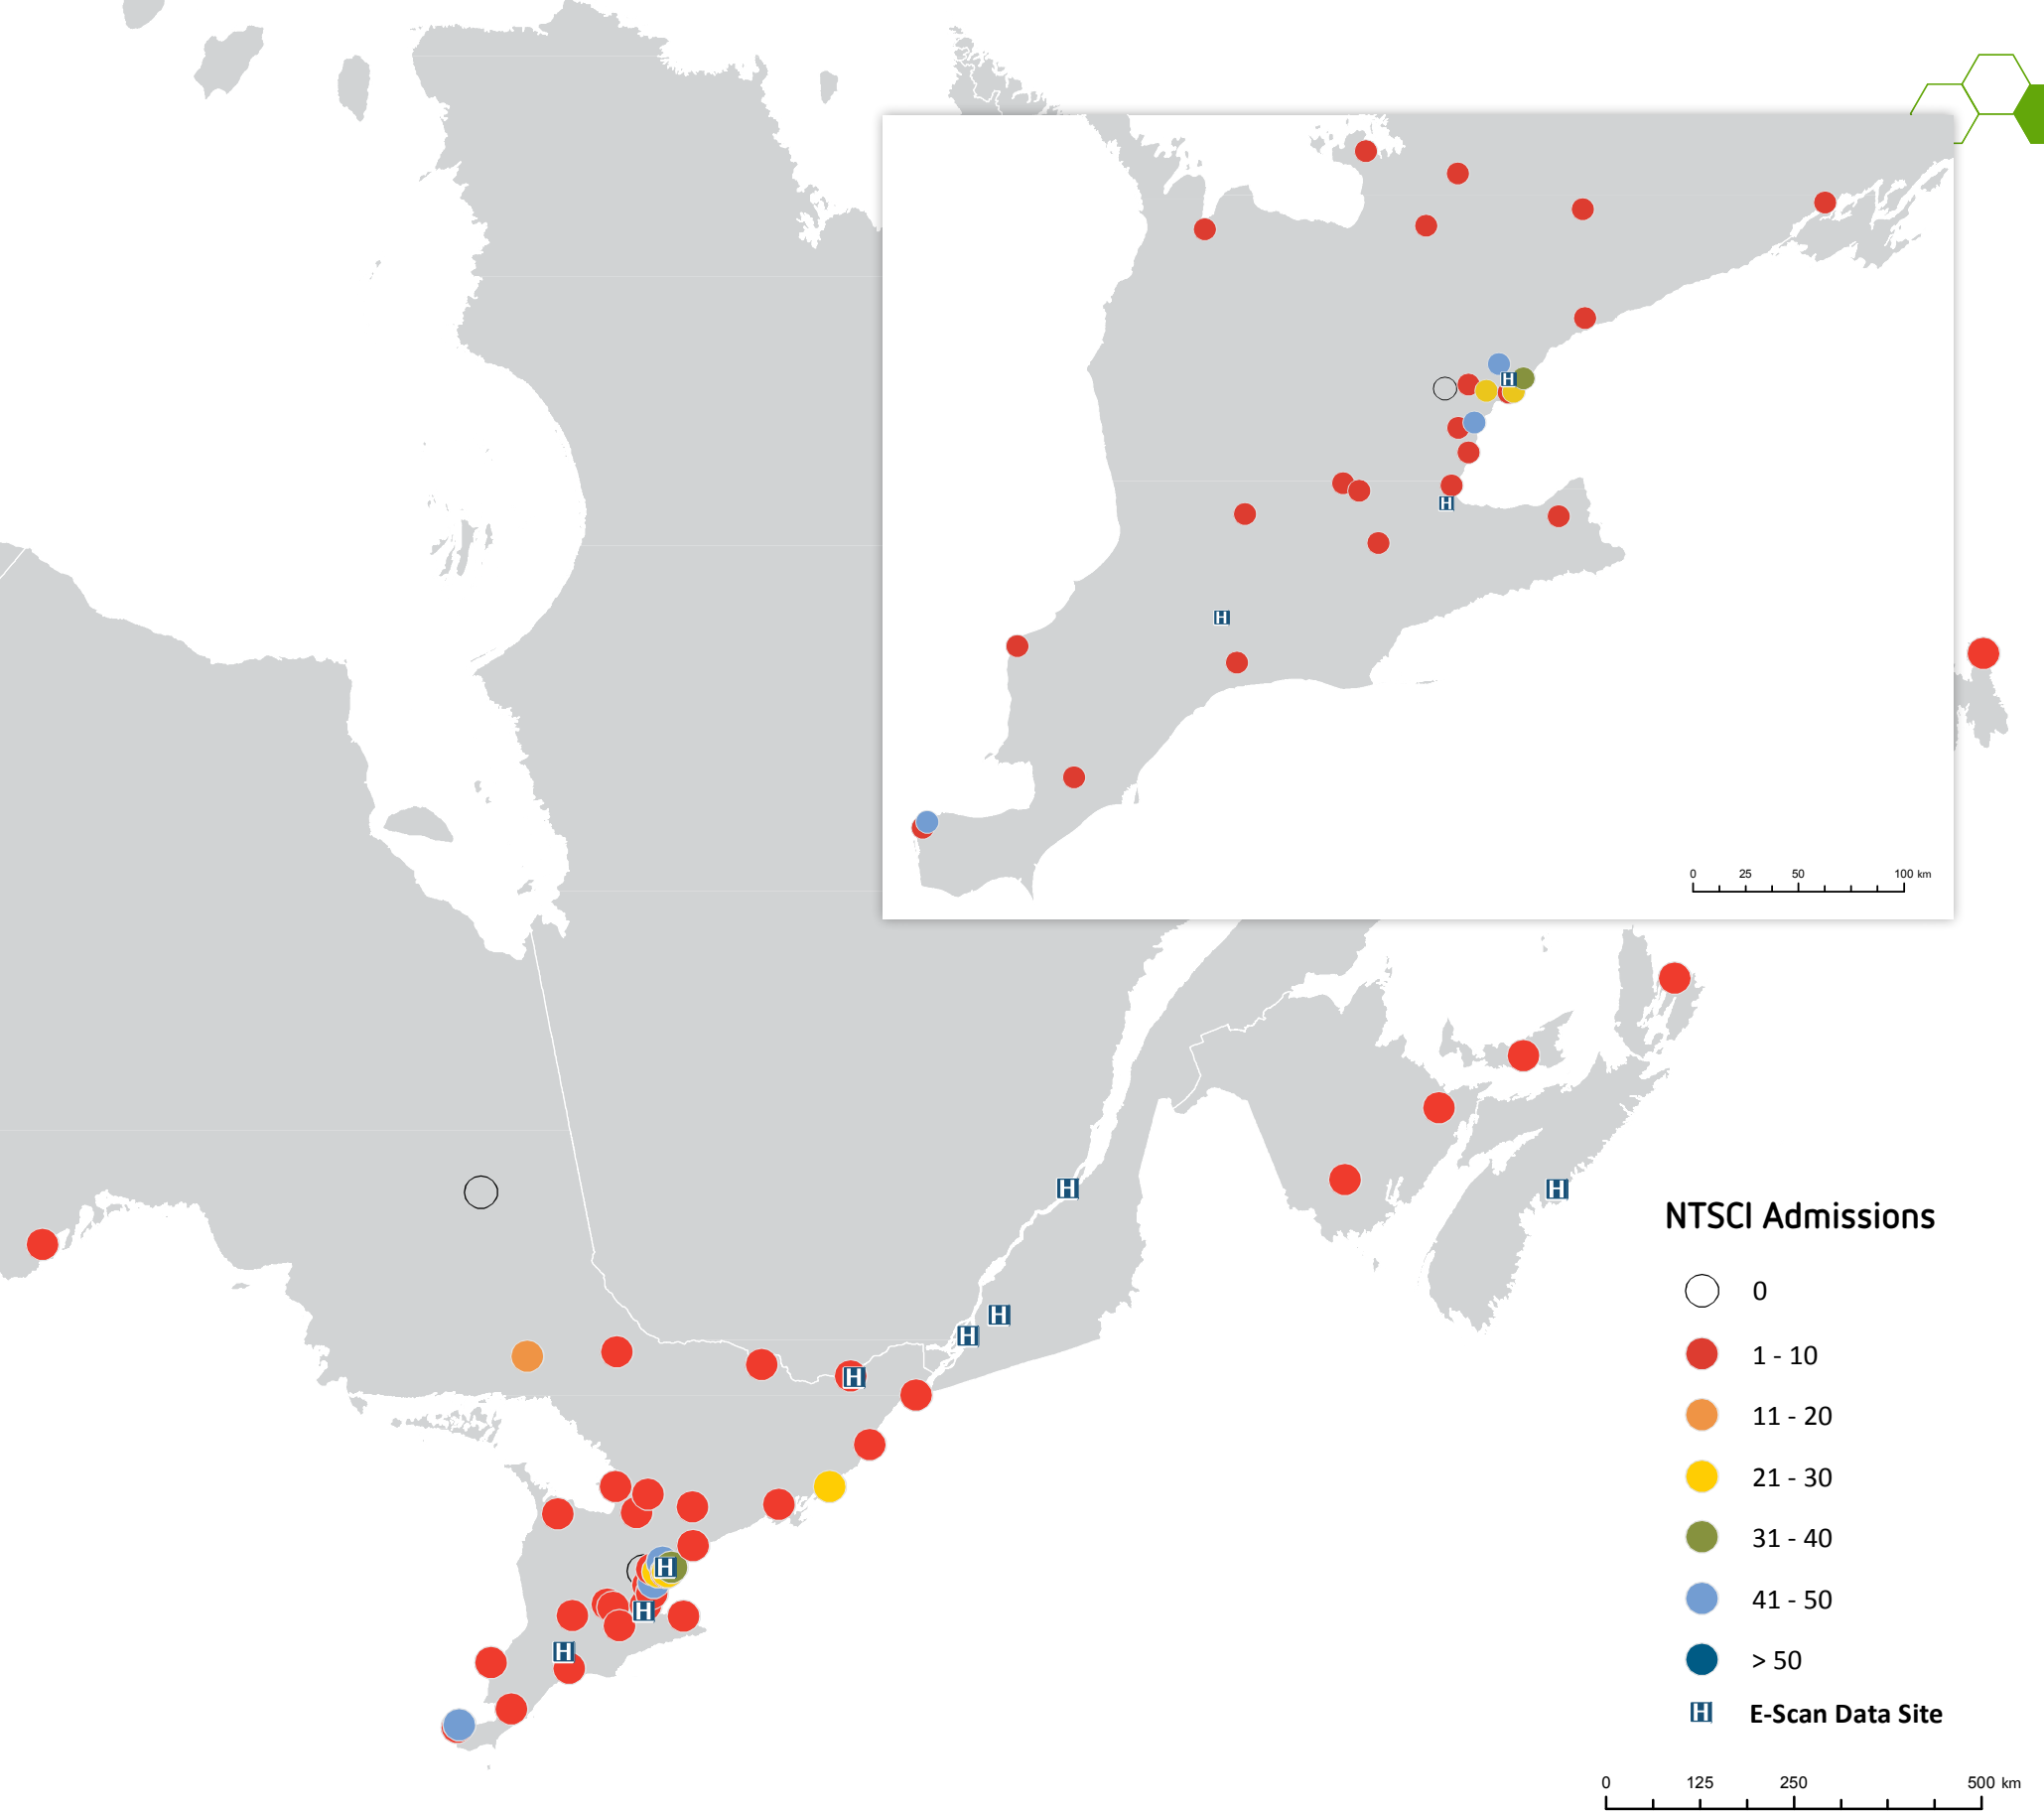 H
H
H
0 25 50 100 km
H
H
NTSCI Admissions
H
H
0
H
1 - 10
11 - 20
21 - 30
H
31 - 40
H
41 - 50
H
> 50
H E-Scan Data Site
0 125 250 500 km